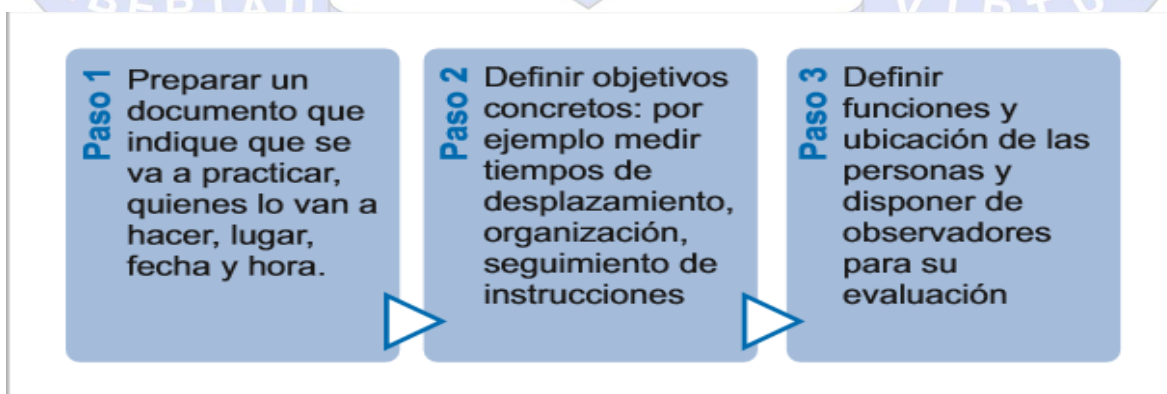 Paso 1
Preparar un
documento que
indique que se
va a practicar,
quienes lo van a
hacer, lugar,
fecha y hora.
Paso 2
Definir objetivos
concretos: por
ejemplo medir
tiempos de
desplazamiento,
organización,
seguimiento de
instrucciones
Paso 3
Definir
funciones y
ubicación de las
personas y
disponer de
observadores
para su
evaluación